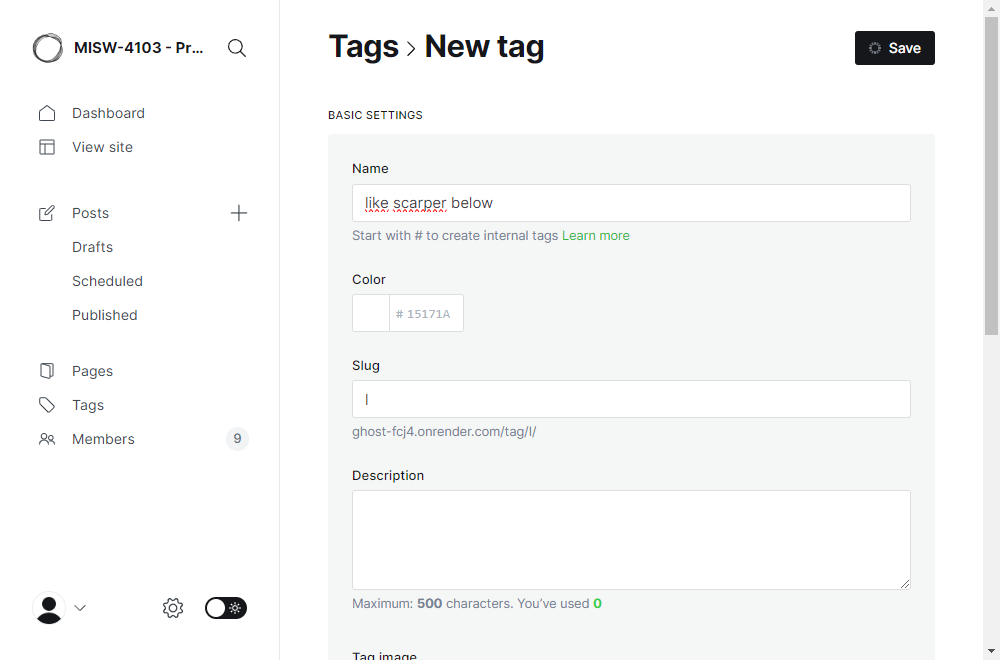 MISW-4103 - Pr...
Dashboard
View site
Posts
Drafts
Scheduled
Published
Pages
Tags
Members
9
Tags
New tag
Save
BASIC SETTINGS
Name
like scarper below
Start with # to create internal tags Learn more
Color
# 15171A
Slug
l
ghost-fcj4.onrender.com/tag/l/
Description
Maximum: 500 characters. You've used 0
Tag image